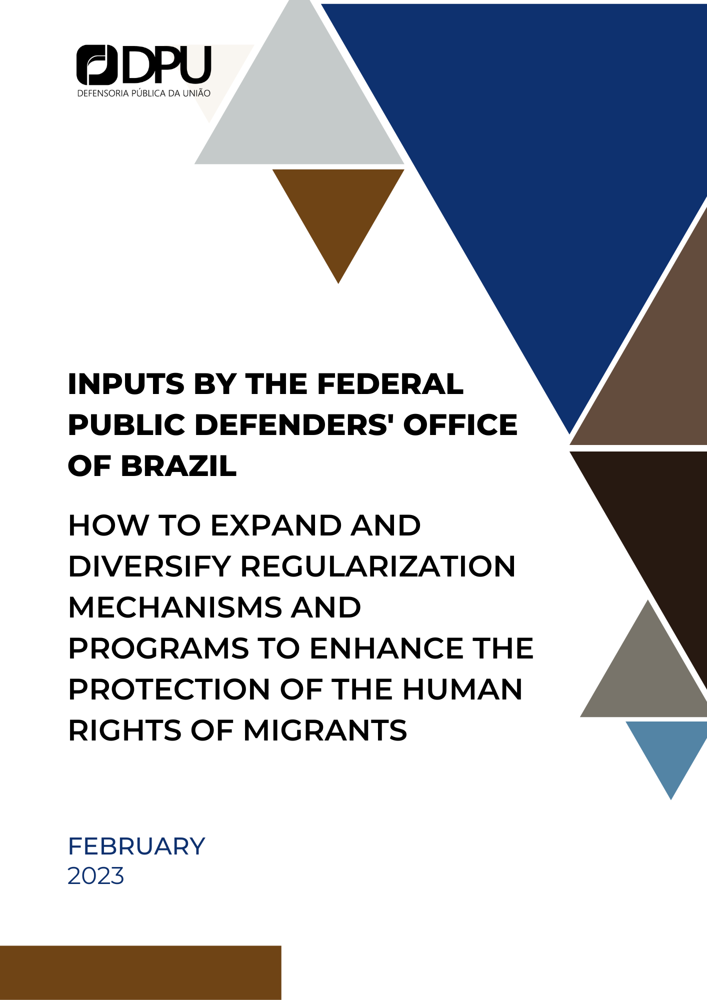 DPU
DEFENSORIA PÚBLICA DA UNIÃO
INPUTS BY THE FEDERAL
PUBLIC DEFENDERS' OFFICE
OF BRAZIL
HOW TO EXPAND AND
DIVERSIFY REGULARIZATION
MECHANISMS AND
PROGRAMS TO ENHANCE THE
PROTECTION OF THE HUMAN
RIGHTS OF MIGRANTS
FEBRUARY
2023